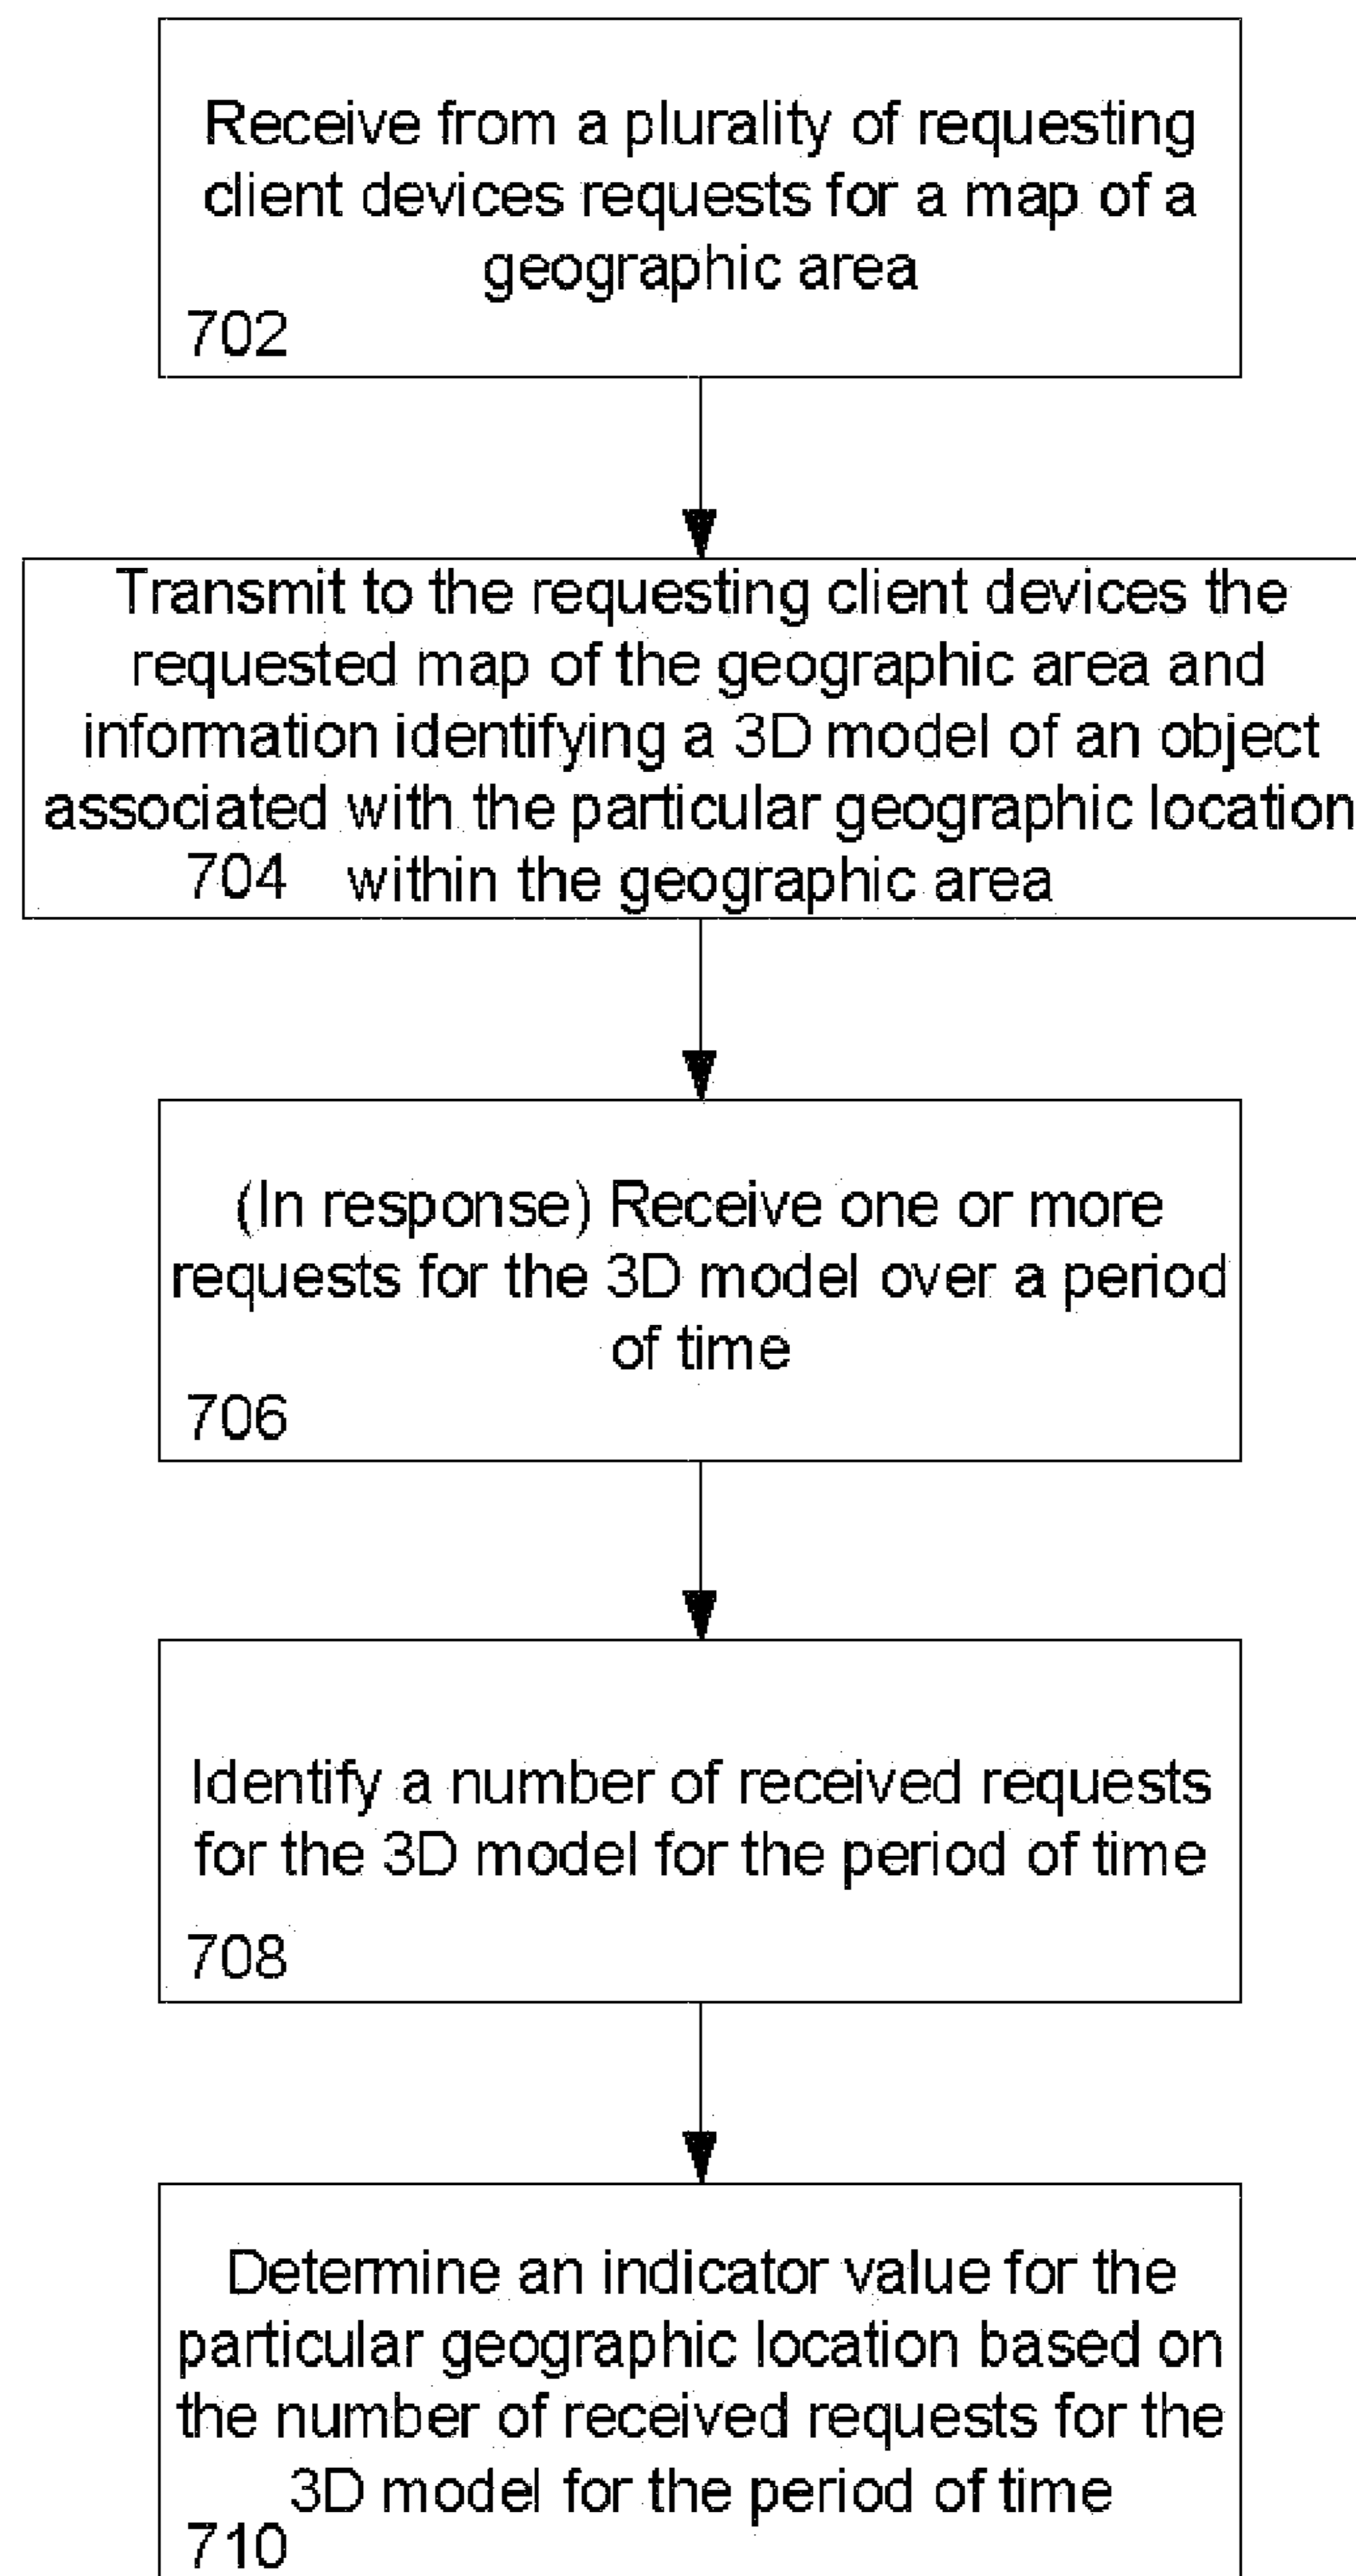 Receive from a plurality of requesting
client devices requests for a map of a
geographic area
702
Transmit to the requesting client devices the
requested map of the geographic area and
information identifying a 3D model of an object
associated with the particular geographic location
704 within the geographic area
(In response) Receive one or more
requests for the 3D model over a period
of time
706
Identify a number of received requests
for the 3D model for the period of time
708
Determine an indicator value for the
particular geographic location based on
the number of received requests for the
3D model for the period of time
710